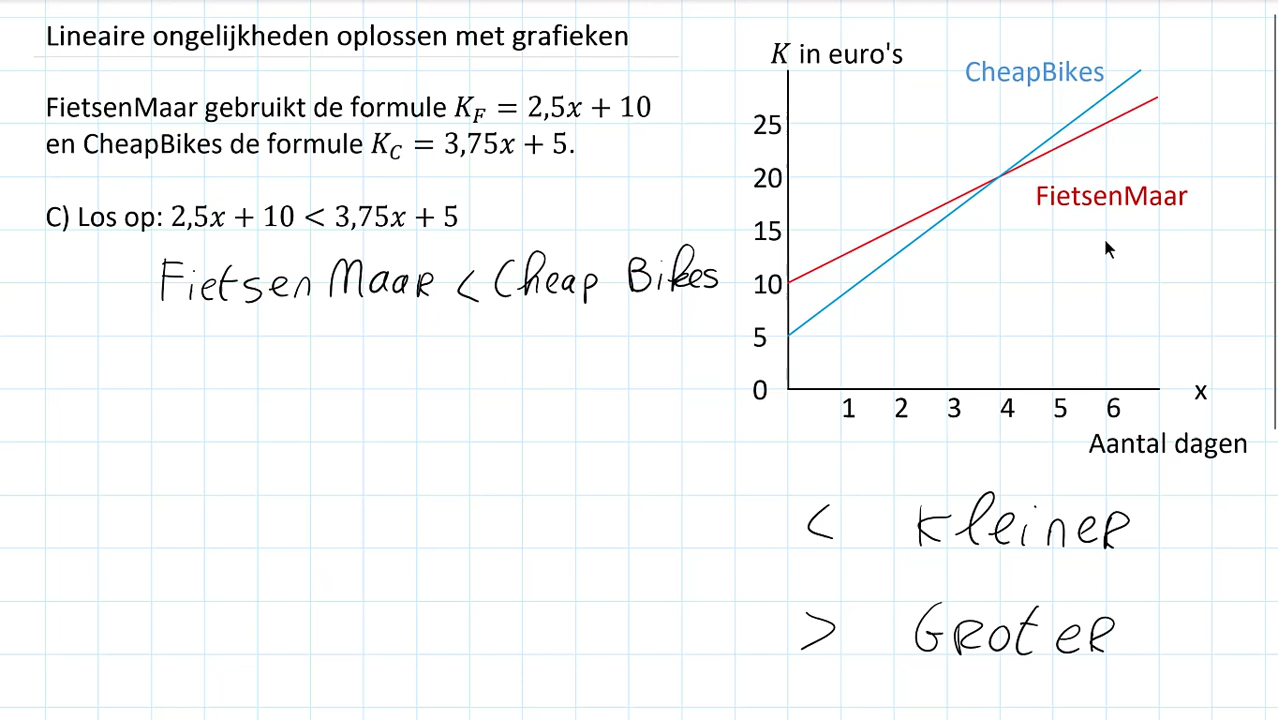 Lineaire ongelijkheden oplossen met grafieken
FietsenMaar gebruikt de formule K_F = 2,5x + 10
en CheapBikes de formule K_C = 3,75x + 5.
C) Los op: 2,5x + 10 < 3,75x + 5
FietsenMaar < Cheap Bikes
K in euro's
CheapBikes
25
20
FietsenMaar
15
10
5
0
x
1 2 3 4 5 6
Aantal dagen
< Kleiner
> Groter